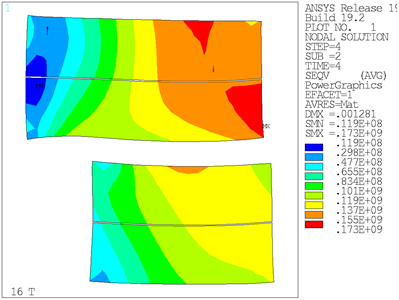 1
ANSYS Release 19
Build 19.2
PLOT NO. 1
NODAL SOLUTION
STEP=4
SUB =2
TIME=4
SEQV (AVG)
PowerGraphics
EFACET=1
AVRES=Mat
DMX =.001281
SMN =.119E+08
SMX =.173E+09
.119E+08
.298E+08
.477E+08
.655E+08
.834E+08
.101E+09
.119E+09
.137E+09
.155E+09
.173E+09
16 T